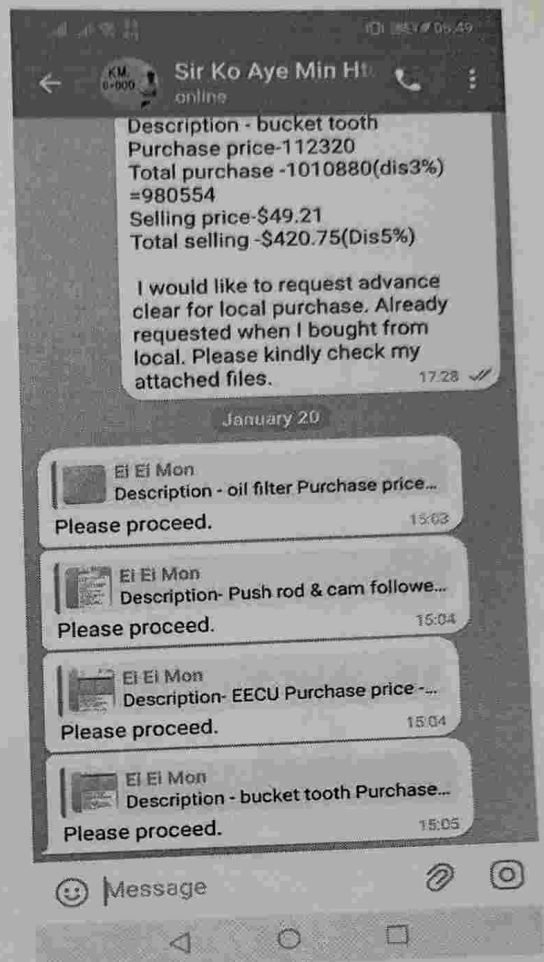 05:49
KM.
0+000
Sir Ko Aye Min Ht
online
Description - bucket tooth
Purchase price-112320
Total purchase -1010880(dis3%)
=980554
Selling price-$49.21
Total selling -$420.75(Dis5%)
I would like to request advance
clear for local purchase. Already
requested when I bought from
local. Please kindly check my
attached files.
17:28
January 20
Ei Ei Mon
Description - oil filter Purchase price...
Please proceed.
15:03
Ei Ei Mon
Description- Push rod & cam followe...
Please proceed.
15:04
Ei Ei Mon
Description- EECU Purchase price -...
Please proceed.
15:04
Ei Ei Mon
Description - bucket tooth Purchase...
Please proceed.
15:05
Message